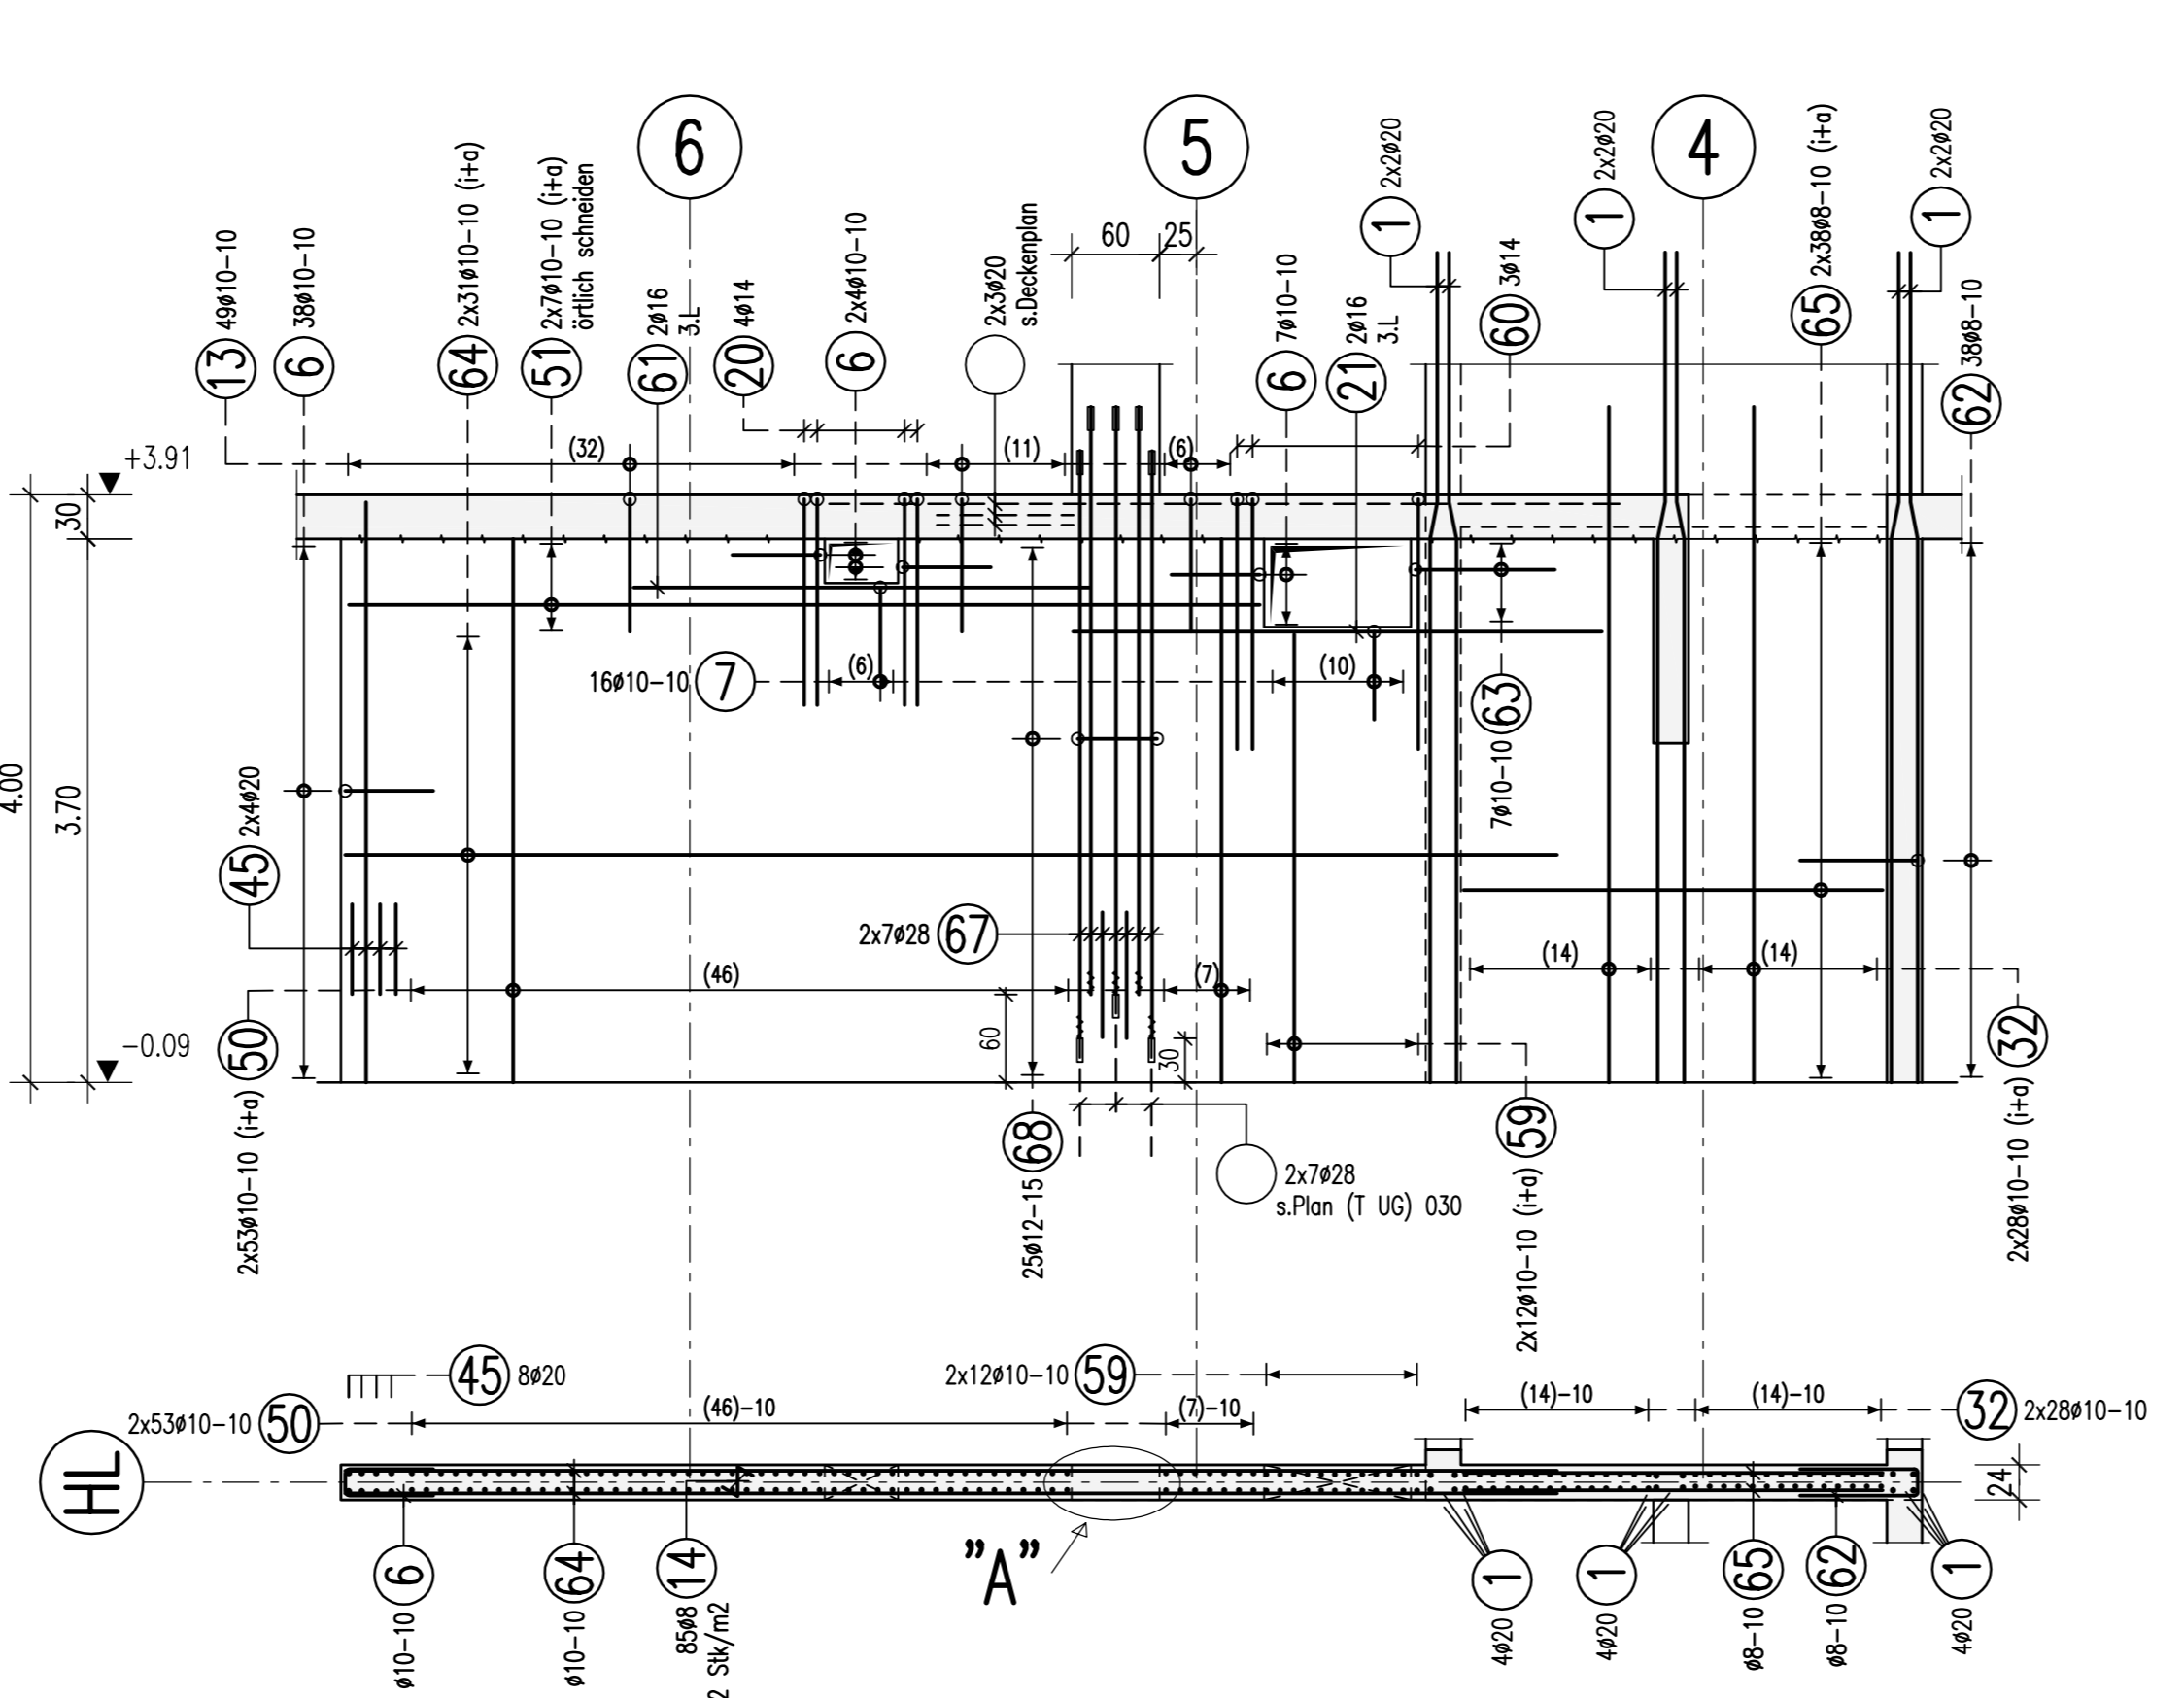 6
5
4
13 49ø10-10
6 38ø10-10
64 2x31ø10-10 (i+a)
51 2x7ø10-10 (i+a)
örtlich schneiden
61 2ø16
3.L
20 4ø14
6 2x4ø10-10
2x3ø20
s.Deckenplan
60
25
7ø10-10
6
2ø16
3.L
21
1 2x2ø20
60 3ø14
1 2x2ø20
65 2x38ø8-10 (i+a)
1 2x2ø20
62 38ø8-10
+3.91
(32)
(11)
(6)
30
4.00
3.70
16ø10-10 7
(6)
(10)
63
7ø10-10
45 2x4ø20
2x7ø28 67
(46)
(7)
(14)
(14)
60
30
-0.09
50
2x53ø10-10 (i+a)
68
25ø12-15
2x7ø28
s.Plan (T UG) 030
59
2x12ø10-10 (i+a)
32
2x28ø10-10 (i+a)
45 8ø20
2x12ø10-10 59
2x53ø10-10 50
(46)-10
(7)-10
(14)-10
(14)-10
32 2x28ø10-10
HL
24
6
ø10-10
64
ø10-10
14
85ø8
2 Stk/m2
"A"
1
4ø20
1
4ø20
65
ø8-10
62
ø8-10
1
4ø20